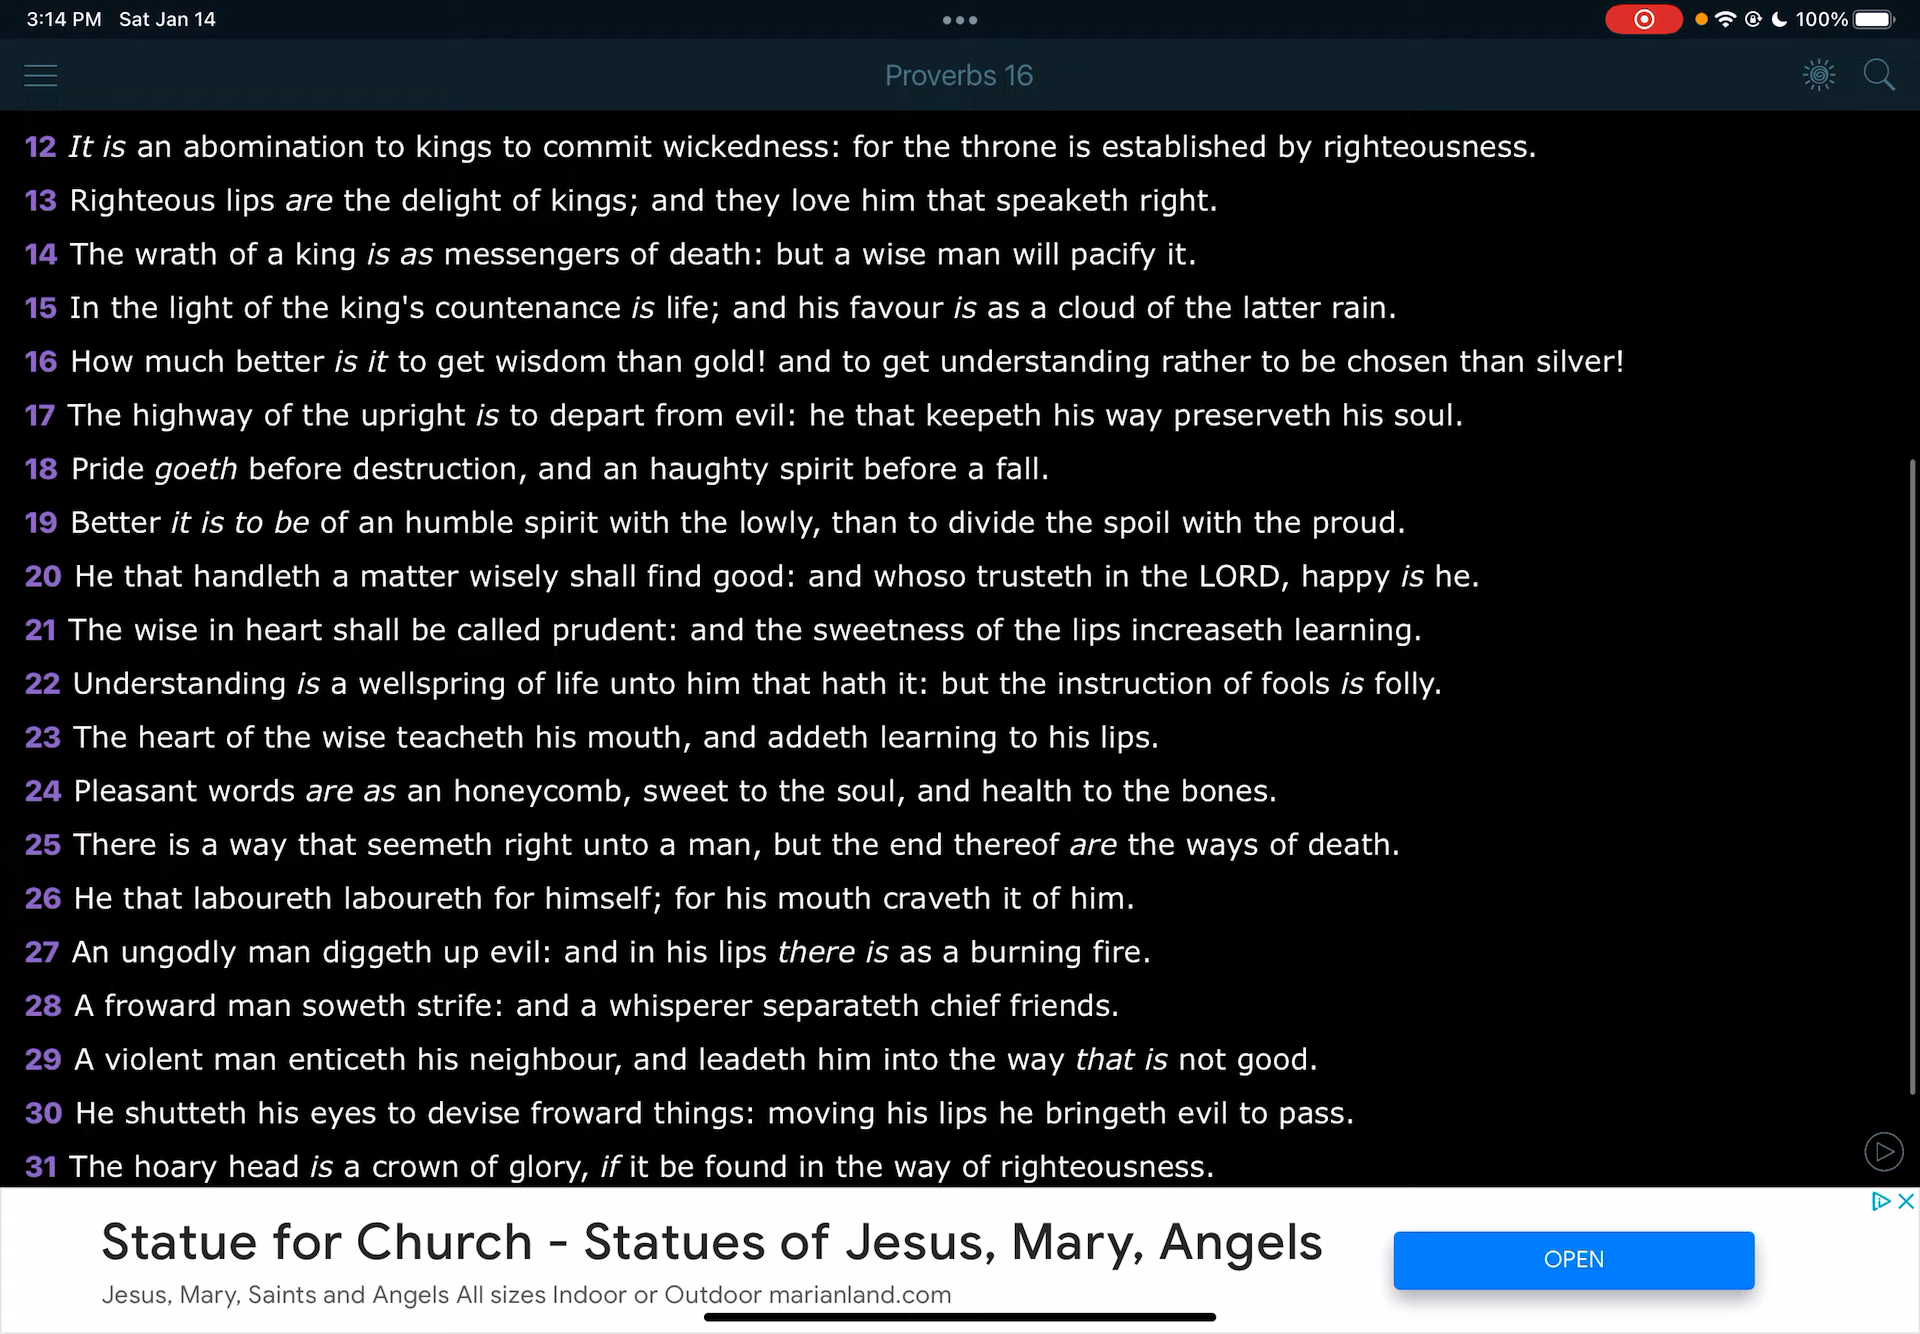 3:14 PM Sat Jan 14
100%
Proverbs 16
12 It is an abomination to kings to commit wickedness: for the throne is established by righteousness.
13 Righteous lips are the delight of kings; and they love him that speaketh right.
14 The wrath of a king is as messengers of death: but a wise man will pacify it.
15 In the light of the king's countenance is life; and his favour is as a cloud of the latter rain.
16 How much better is it to get wisdom than gold! and to get understanding rather to be chosen than silver!
17 The highway of the upright is to depart from evil: he that keepeth his way preserveth his soul.
18 Pride goeth before destruction, and an haughty spirit before a fall.
19 Better it is to be of an humble spirit with the lowly, than to divide the spoil with the proud.
20 He that handleth a matter wisely shall find good: and whoso trusteth in the LORD, happy is he.
21 The wise in heart shall be called prudent: and the sweetness of the lips increaseth learning.
22 Understanding is a wellspring of life unto him that hath it: but the instruction of fools is folly.
23 The heart of the wise teacheth his mouth, and addeth learning to his lips.
24 Pleasant words are as an honeycomb, sweet to the soul, and health to the bones.
25 There is a way that seemeth right unto a man, but the end thereof are the ways of death.
26 He that laboureth laboureth for himself; for his mouth craveth it of him.
27 An ungodly man diggeth up evil: and in his lips there is as a burning fire.
28 A froward man soweth strife: and a whisperer separateth chief friends.
29 A violent man enticeth his neighbour, and leadeth him into the way that is not good.
30 He shutteth his eyes to devise froward things: moving his lips he bringeth evil to pass.
31 The hoary head is a crown of glory, if it be found in the way of righteousness.
Statue for Church - Statues of Jesus, Mary, Angels
Jesus, Mary, Saints and Angels All sizes Indoor or Outdoor marianland.com
OPEN